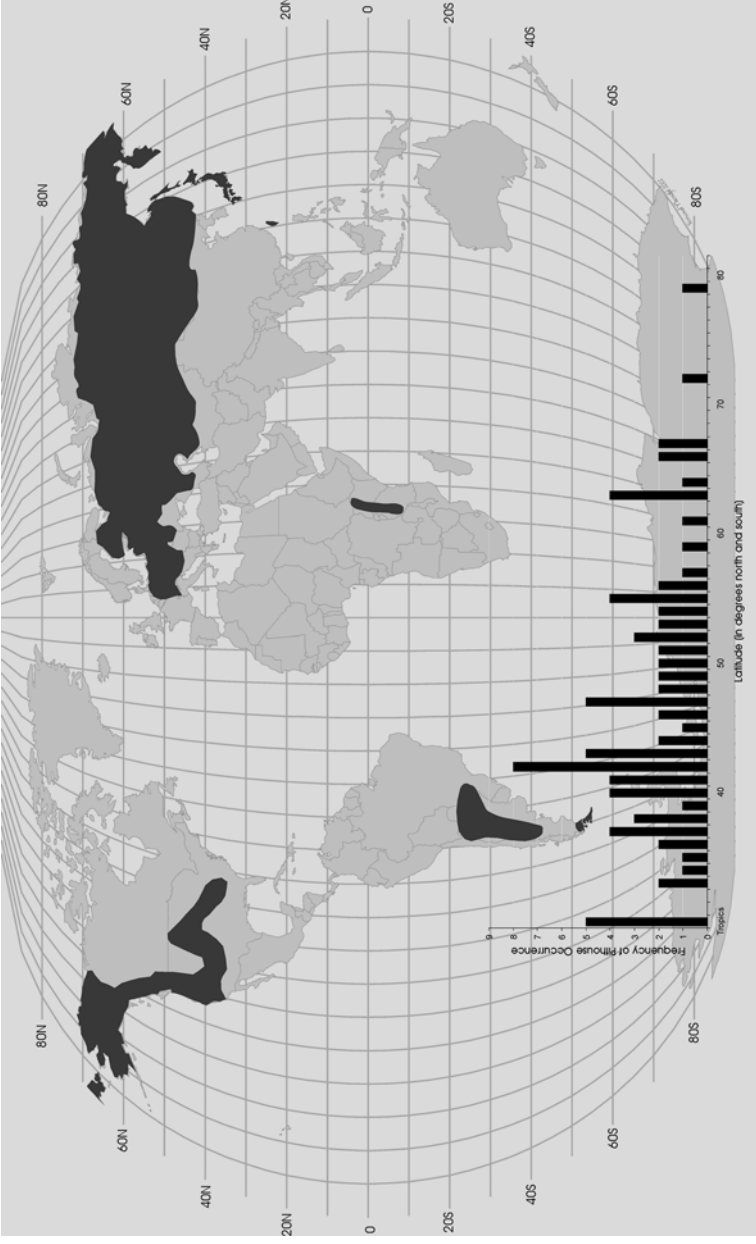 80N
80N
60N
60N
40N
40N
20N
20N
0
0
20S
20S
40S
40S
Frequency of Pithouse Occurrence
9
8
7
6
5
4
3
2
1
0
60S
60S
80S
80S
Tropics 40 50 60 70 80
Latitude (in degrees north and south)